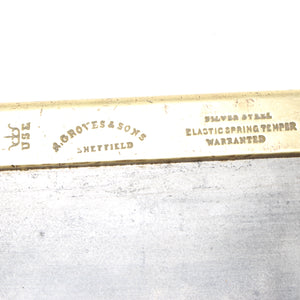 USE
R. GROVES & SONS
SHEFFIELD
SILVER STEEL
ELASTIC SPRING TEMPER
WARRANTED